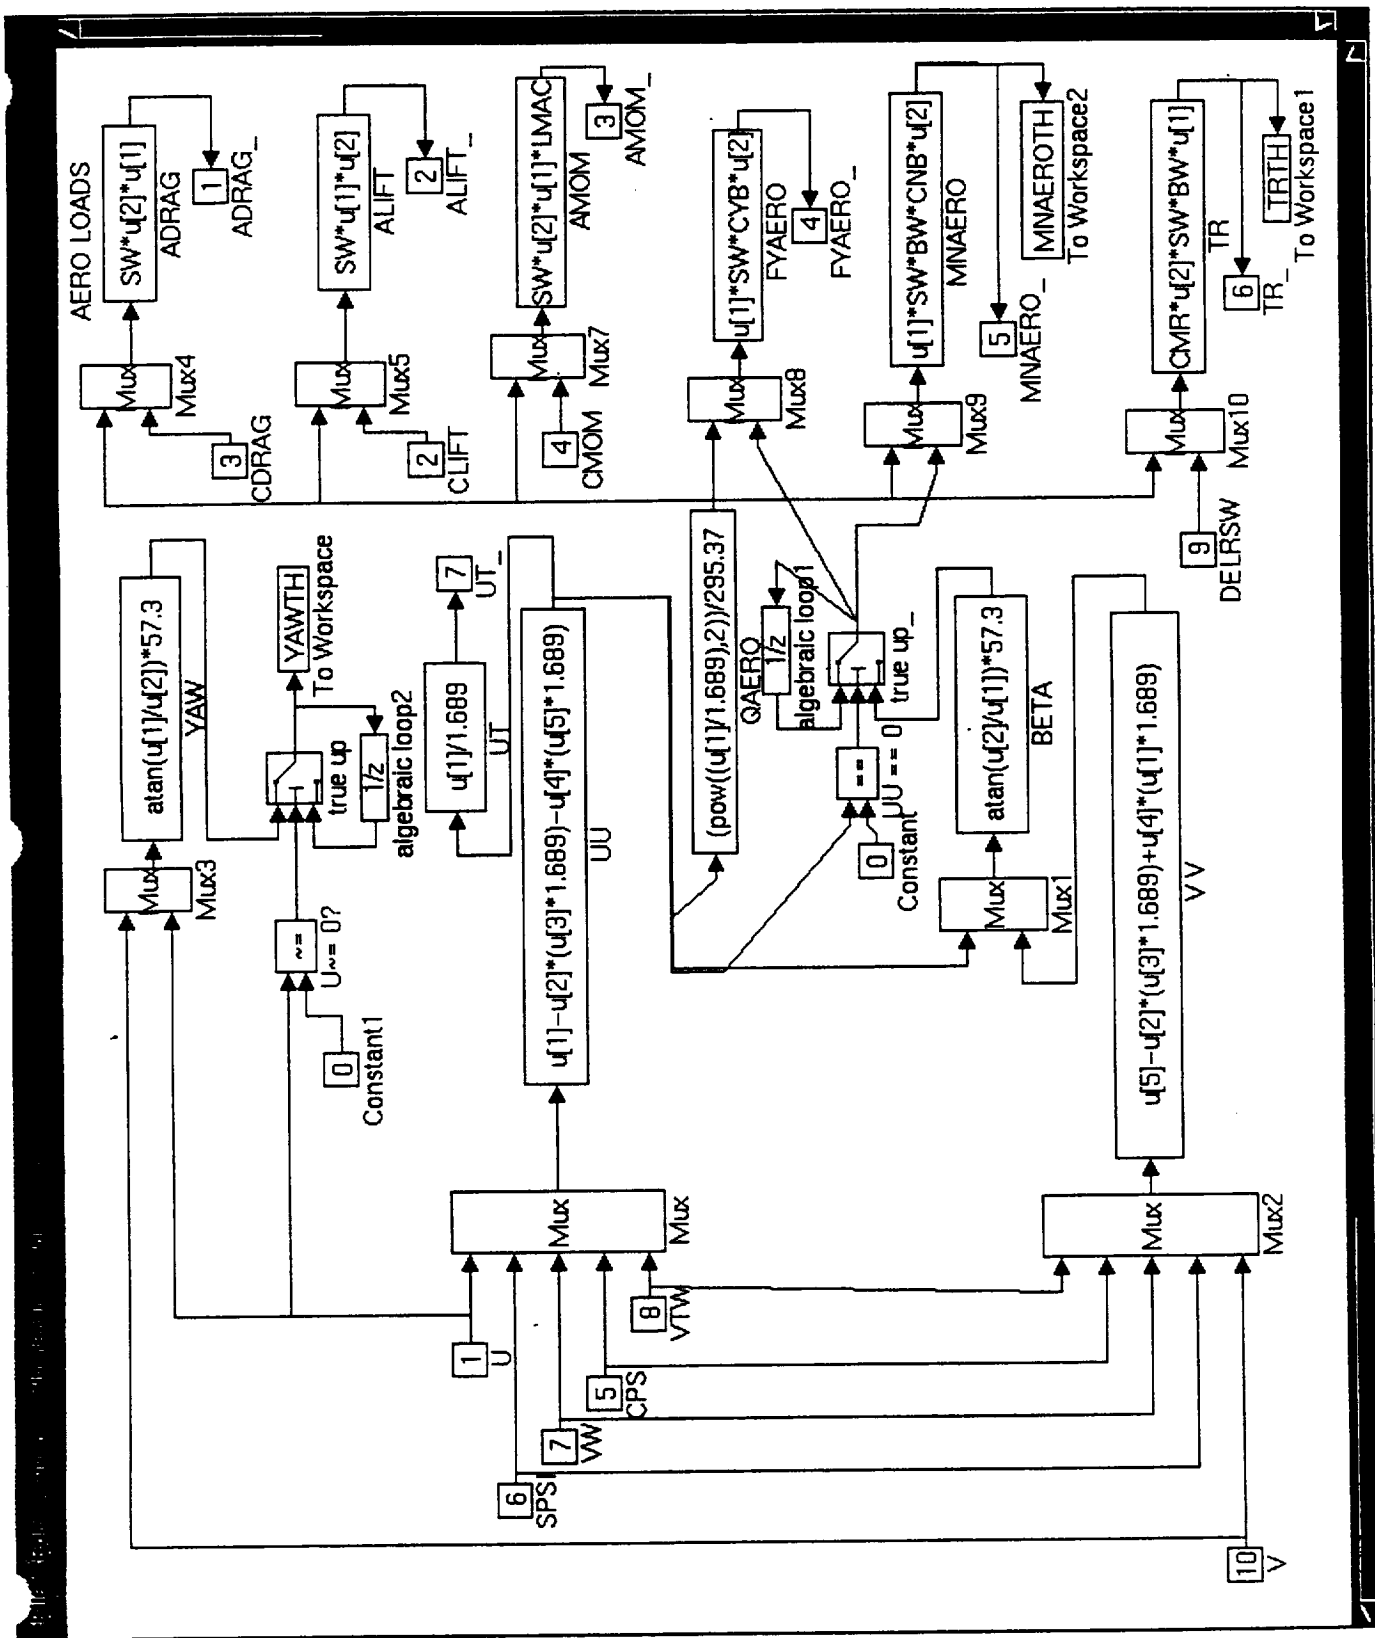 AERO LOADS
Mux
Mux4
3
CDRAG
SW*u[2]*u[1]
ADRAG
1
ADRAG_
Mux
Mux5
2
CLIFT
SW*u[1]*u[2]
ALIFT
2
ALIFT_
Mux
Mux7
4
CMOM
SW*u[2]*u[1]*LMAC
AMOM
3
AMOM_
Mux
Mux8
u[1]*SW*CYB*u[2]
FYAERO
4
FYAERO_
Mux
Mux9
u[1]*SW*BW*CNB*u[2]
MNAERO
5
MNAERO_
MNAEROTH
To Workspace2
Mux
Mux10
9
DELRSW
CMR*u[2]*SW*BW*u[1]
TR
6
TR_
TRTH
To Workspace1
Mux
Mux3
atan(u[1]/u[2])*57.3
YAW
~=
U~= 0?
0
Constant1
true up
1/z
algebraic loop2
YAWTH
To Workspace
u[1]/1.689
UT
7
UT_
u[1]-u[2]*(u[3]*1.689)-u[4]*(u[5]*1.689)
UU
(pow((u[1]/1.689),2))/295.37
QAERO
1/z
algebraic loop1
true up_
==
UU == 0
0
Constant
Mux
Mux1
atan(u[2]/u[1])*57.3
BETA
u[5]-u[2]*(u[3]*1.689)+u[4]*(u[1]*1.689)
VV
Mux
Mux
1
U
6
SPS
7
VW
5
CPS
8
VTW
Mux
Mux2
10
V